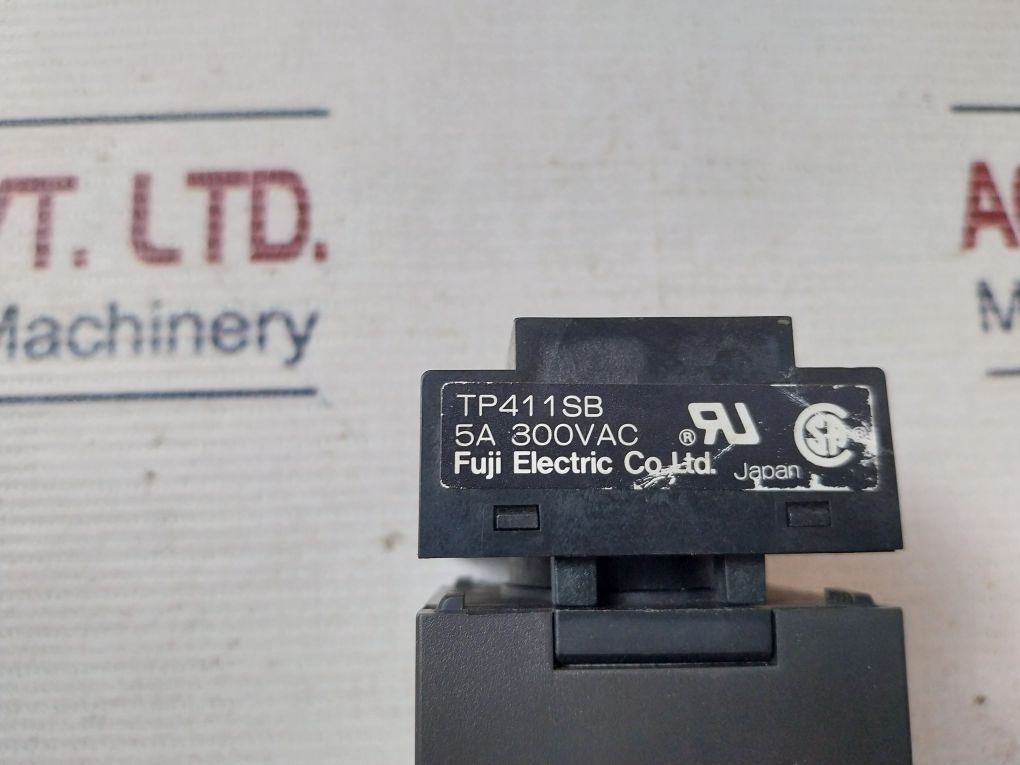 VT. LTD.
Machinery
TP411SB
5A 300VAC
Fuji Electric Co.,Ltd.
Japan